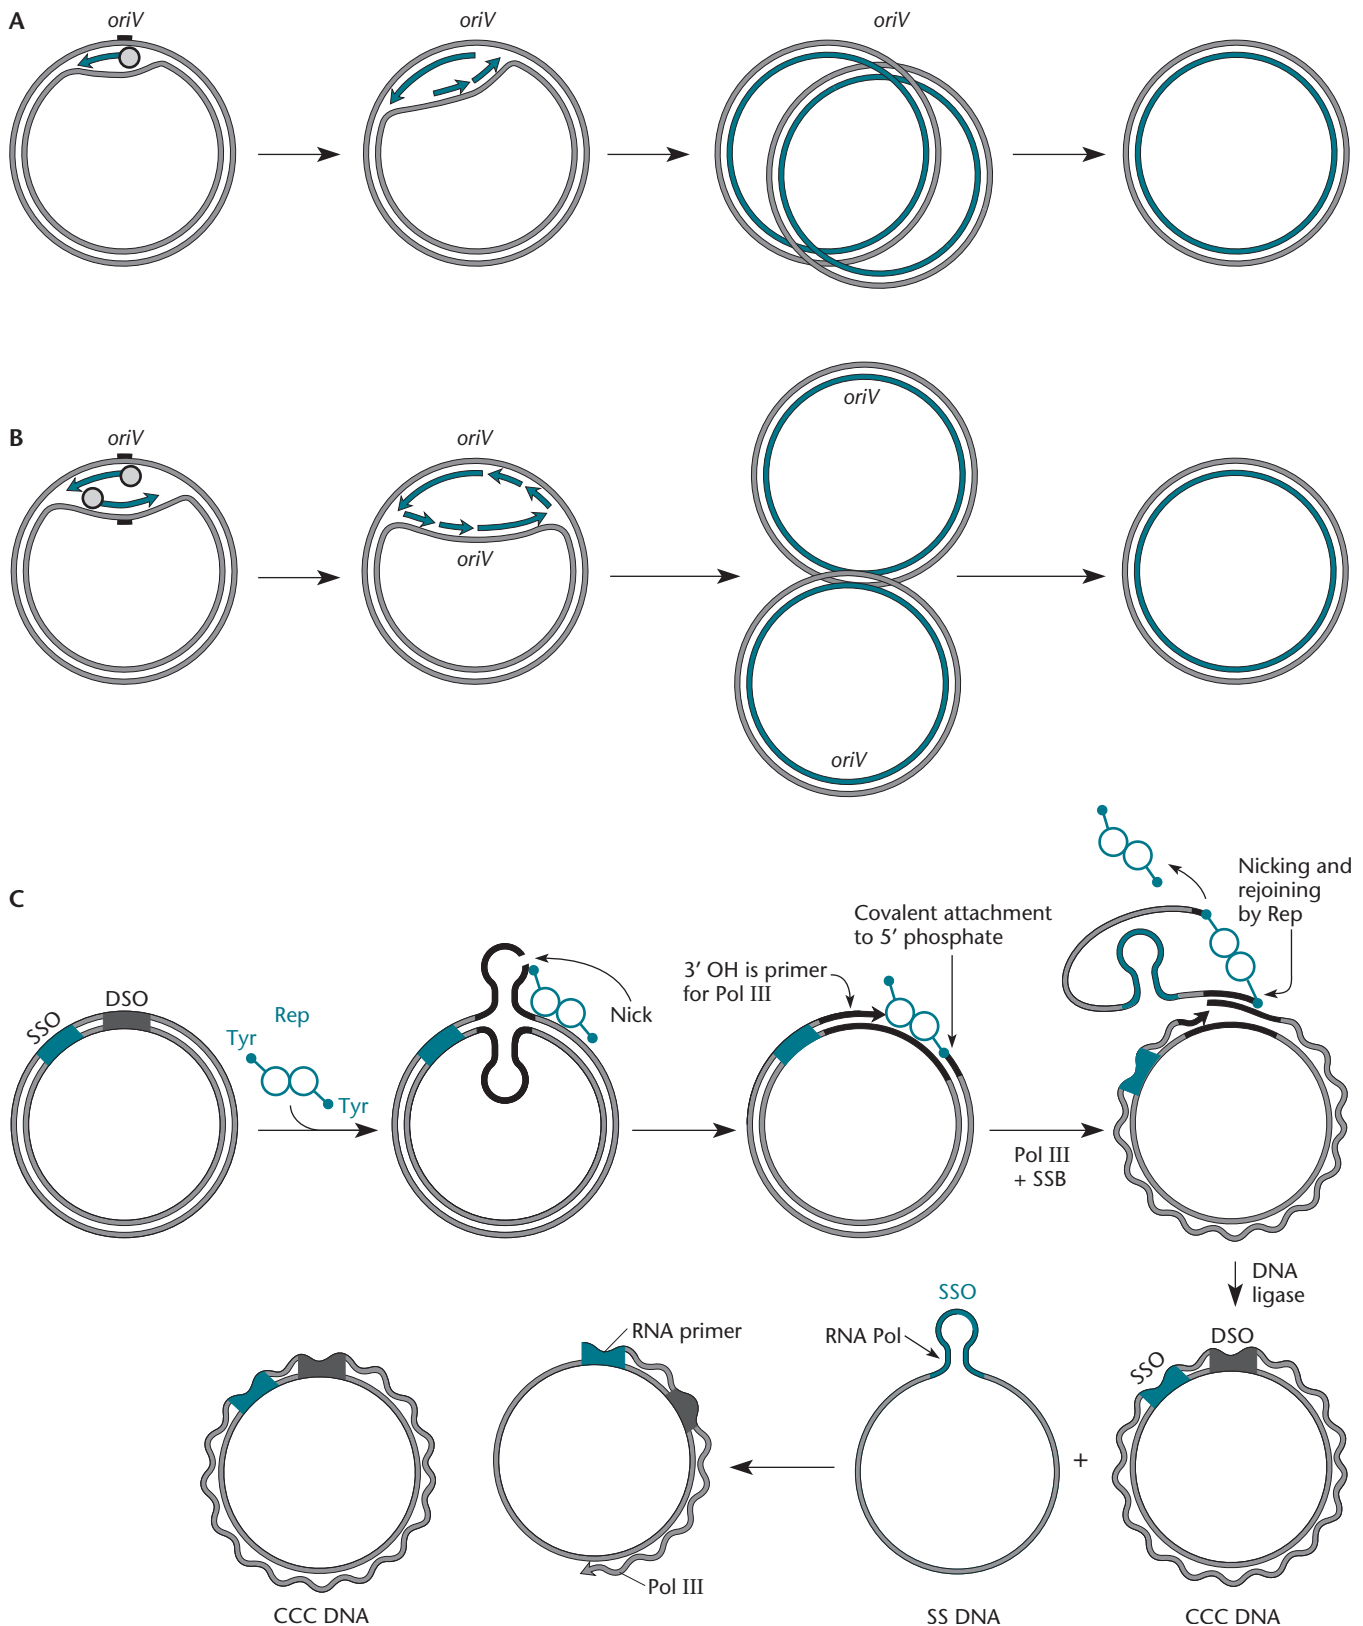 A
oriV
oriV
oriV
B
oriV
oriV
oriV
oriV
oriV
C
SSO
DSO
Rep
Tyr
Tyr
Nick
3′ OH is primer
for Pol III
Covalent attachment
to 5′ phosphate
Nicking and
rejoining
by Rep
Pol III
+ SSB
DNA
ligase
RNA primer
Pol III
SSO
RNA Pol
+
SSO
DSO
CCC DNA
SS DNA
CCC DNA